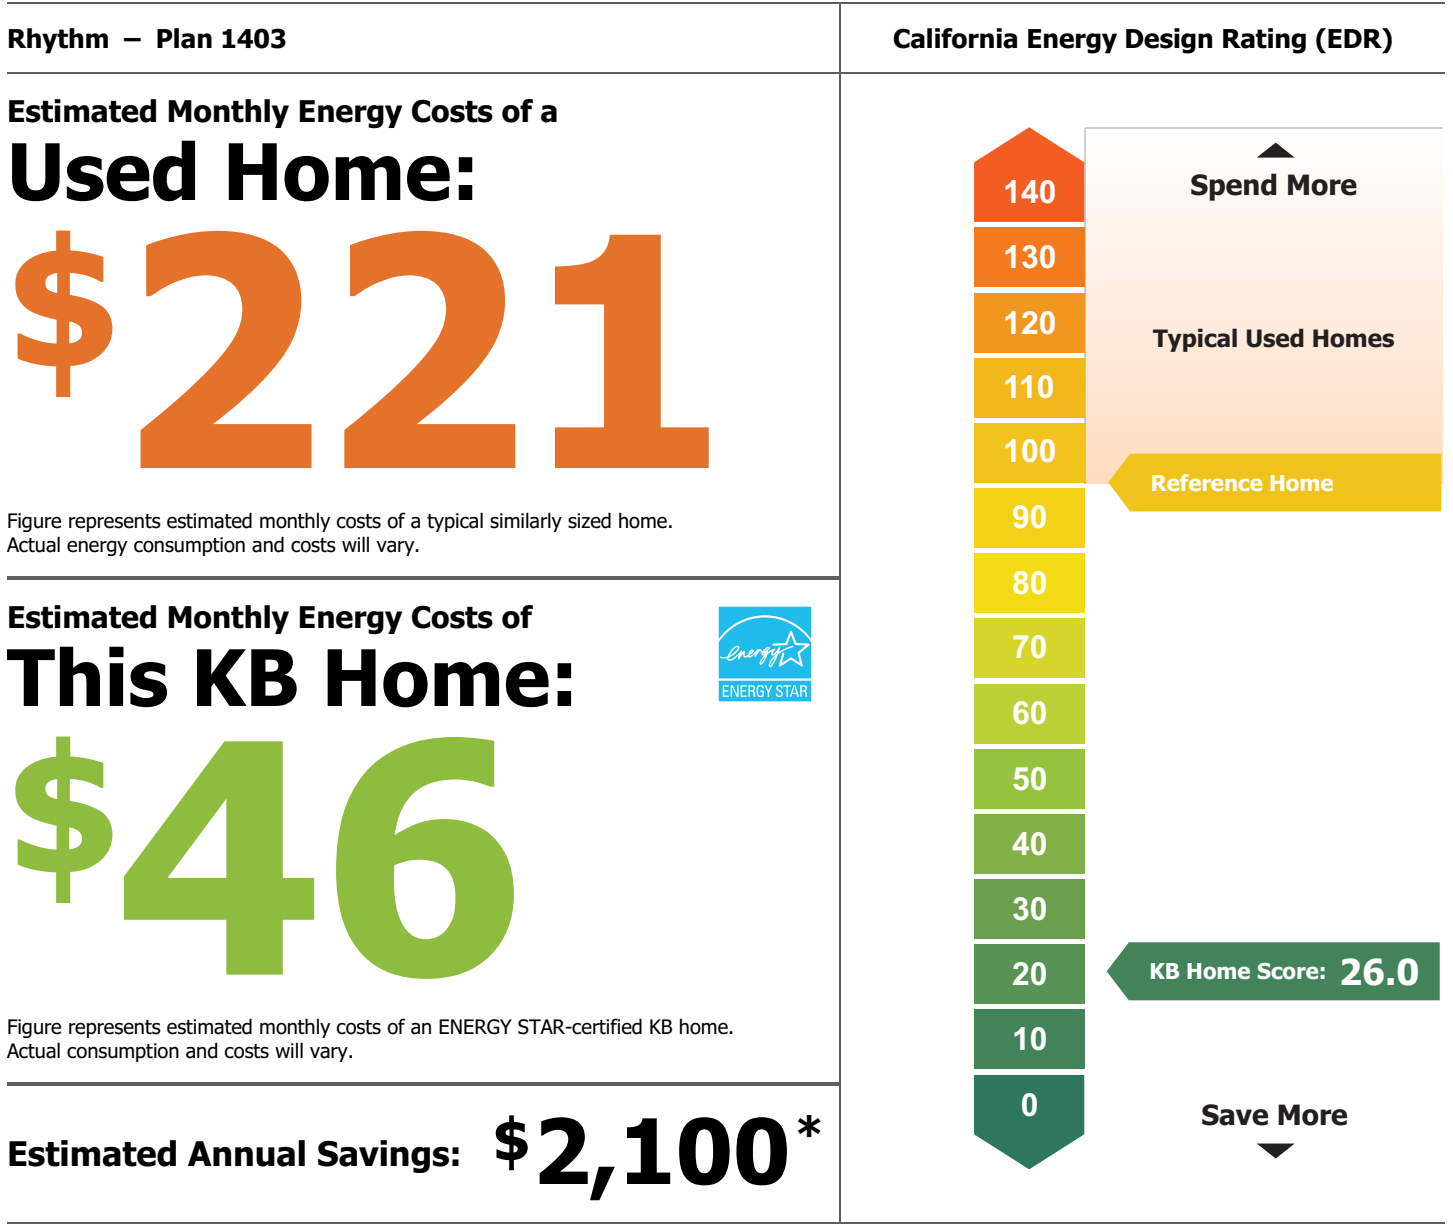 Rhythm – Plan 1403
Estimated Monthly Energy Costs of a
Used Home:
$221
Figure represents estimated monthly costs of a typical similarly sized home.
Actual energy consumption and costs will vary.
Estimated Monthly Energy Costs of
This KB Home:
energy
ENERGY STAR
$46
Figure represents estimated monthly costs of an ENERGY STAR-certified KB home.
Actual consumption and costs will vary.
Estimated Annual Savings: $2,100*
California Energy Design Rating (EDR)
Spend More
140
130
120
Typical Used Homes
110
100
Reference Home
90
80
70
60
50
40
30
20
KB Home Score: 26.0
10
0
Save More